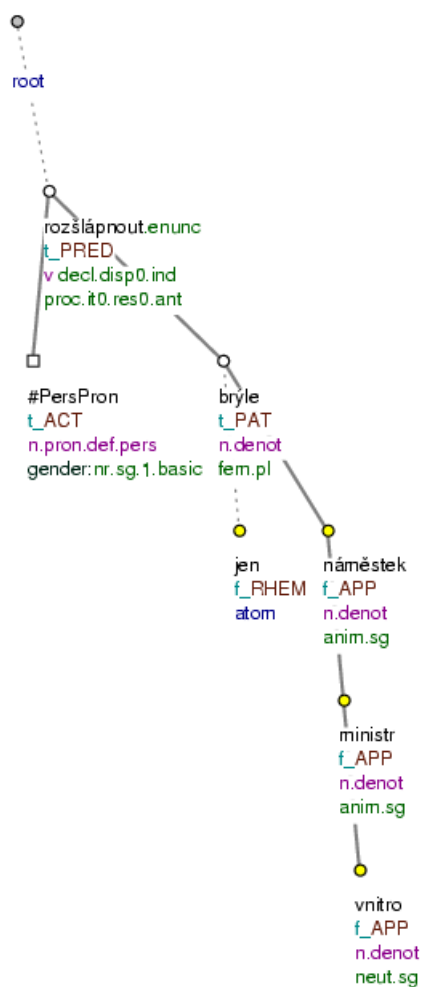 root
rozšlápnout.enunc
t_PRED
v decl.disp0.ind
proc.it0.res0.ant
#PersPron
t_ACT
n.pron.def.pers
gender:nr.sg.1.basic
brýle
t_PAT
n.denot
fem.pl
jen
f_RHEM
atom
náměstek
f_APP
n.denot
anim.sg
ministr
f_APP
n.denot
anim.sg
vnitro
f_APP
n.denot
neut.sg